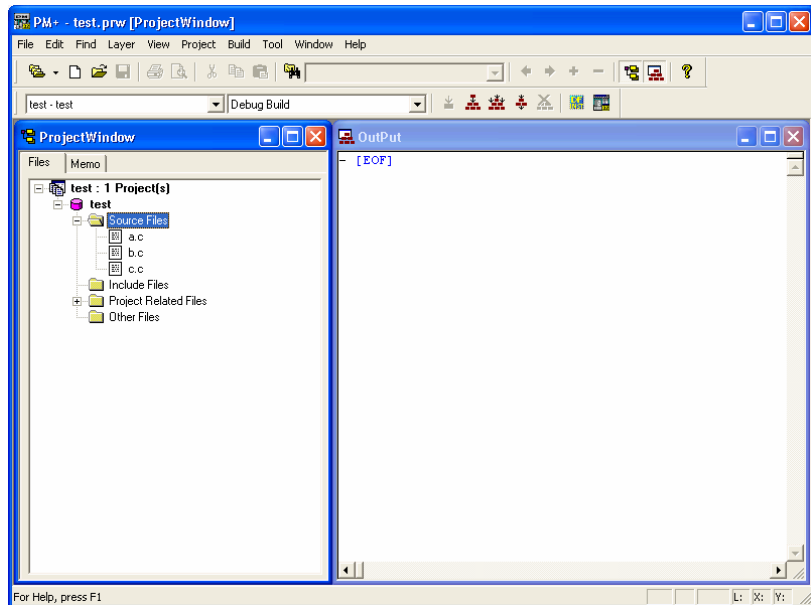 PM+ - test.prw [ProjectWindow]
File Edit Find Layer View Project Build Tool Window Help
test - test
Debug Build
ProjectWindow
Files
Memo
test : 1 Project(s)
test
Source Files
a.c
b.c
c.c
Include Files
Project Related Files
Other Files
OutPut
[EOF]
For Help, press F1
L: X: Y: